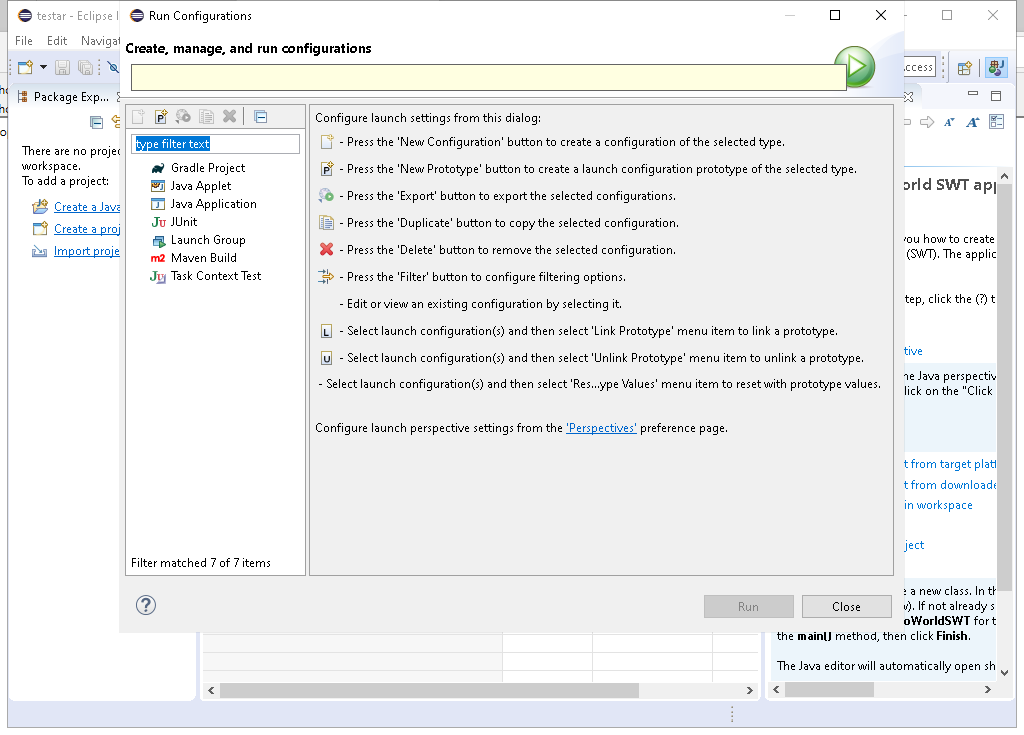 testar - Eclipse I
Run Configurations
File Edit Navigat
Create, manage, and run configurations
ccess
Package Exp...
There are no projec
workspace.
To add a project:
Create a Java
Create a proj
Import proje
type filter text
Gradle Project
Java Applet
Java Application
Ju JUnit
Launch Group
m2 Maven Build
Ju Task Context Test
Filter matched 7 of 7 items
Configure launch settings from this dialog:
- Press the 'New Configuration' button to create a configuration of the selected type.
- Press the 'New Prototype' button to create a launch configuration prototype of the selected type.
- Press the 'Export' button to export the selected configurations.
- Press the 'Duplicate' button to copy the selected configuration.
- Press the 'Delete' button to remove the selected configuration.
- Press the 'Filter' button to configure filtering options.
- Edit or view an existing configuration by selecting it.
L - Select launch configuration(s) and then select 'Link Prototype' menu item to link a prototype.
U - Select launch configuration(s) and then select 'Unlink Prototype' menu item to unlink a prototype.
- Select launch configuration(s) and then select 'Res...ype Values' menu item to reset with prototype values.
Configure launch perspective settings from the 'Perspectives' preference page.
Run Close
orld SWT app
you how to create
(SWT). The applic
tep, click the (?) t
tive
he Java perspectiv
lick on the "Click
t from target platf
t from downloade
in workspace
ject
e a new class. In th
w). If not already s
oWorldSWT for t
the main() method, then click Finish.
The Java editor will automatically open sh